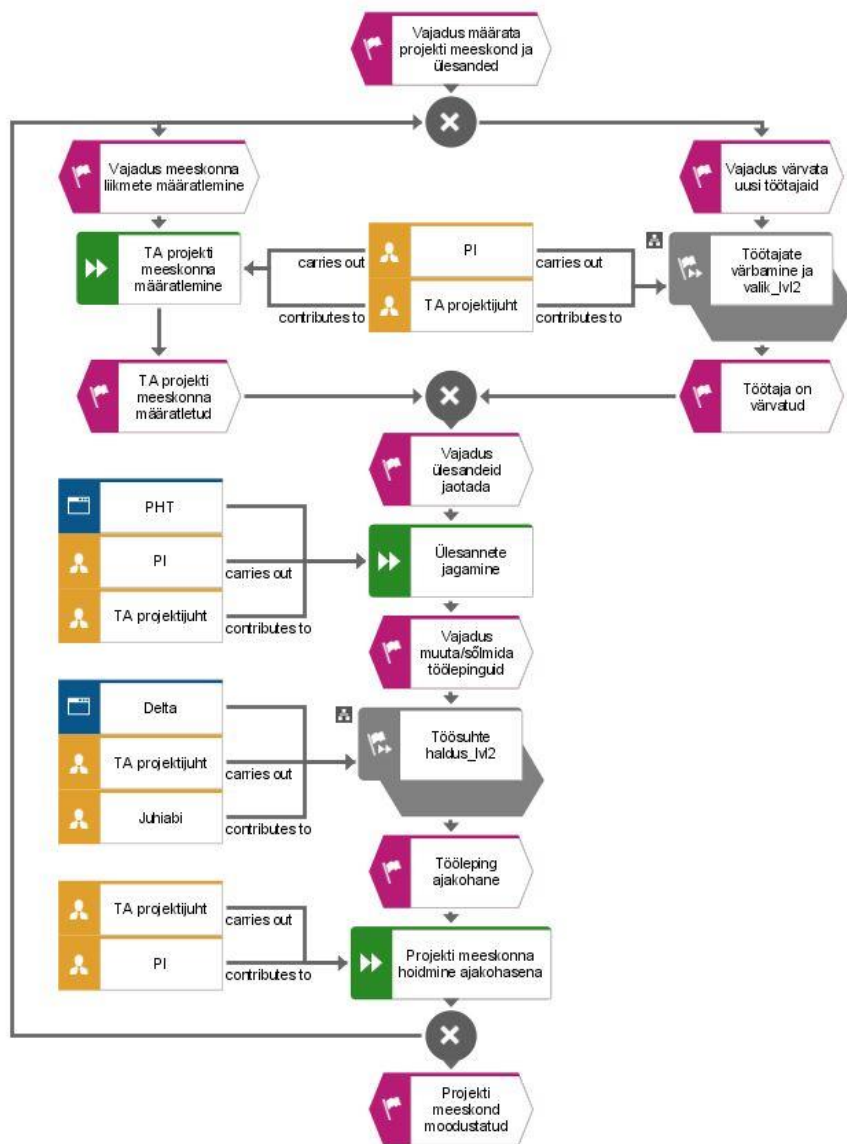 Vajadus määrata
projekti meeskond ja
ülesanded
Vajadus meeskonna
liikmete määratlemine
Vajadus värvata
uusi töötajaid
TA projekti
meeskonna
määratlemine
carries out
PI
carries out
contributes to
TA projektijuht
contributes to
Töötajate
värbamine ja
valik_lvl2
TA projekti
meeskonna
määratletud
Töötaja on
värvatud
Vajadus
ülesandeid
jaotada
PHT
PI
carries out
TA projektijuht
contributes to
Ülesannete
jagamine
Vajadus
muuta/sõlmida
töölepinguid
Delta
TA projektijuht
carries out
Juhiabi
contributes to
Töösuhte
haldus_lvl2
Tööleping
ajakohane
TA projektijuht
carries out
PI
contributes to
Projekti meeskonna
hoidmine ajakohasena
Projekti
meeskond
moodustatud